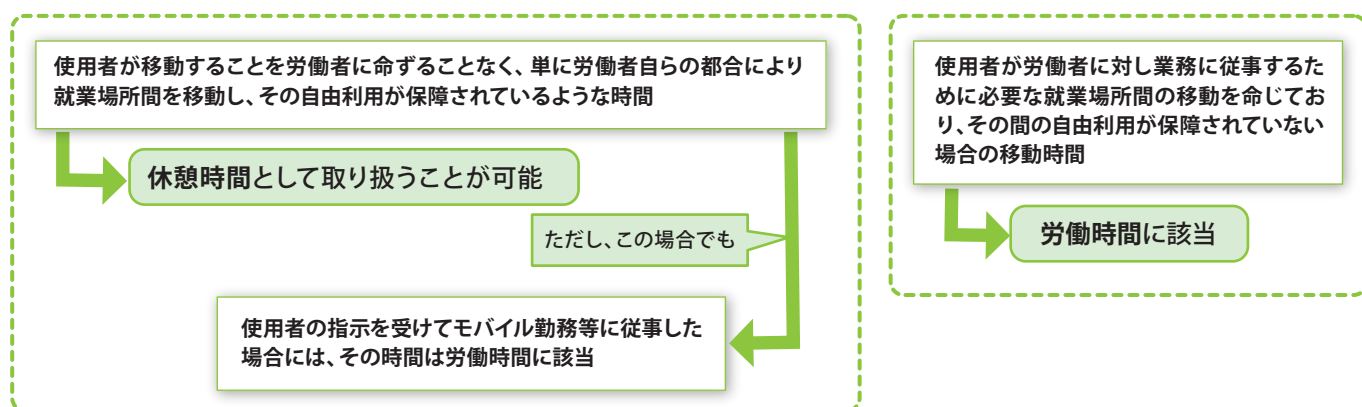 使用者が移動することを労働者に命ずることなく、単に労働者自らの都合により
就業場所間を移動し、その自由利用が保障されているような時間
休憩時間として取り扱うことが可能
ただし、この場合でも
使用者の指示を受けてモバイル勤務等に従事した
場合には、その時間は労働時間に該当
使用者が労働者に対し業務に従事するた
めに必要な就業場所間の移動を命じてお
り、その間の自由利用が保障されていない
場合の移動時間
労働時間に該当